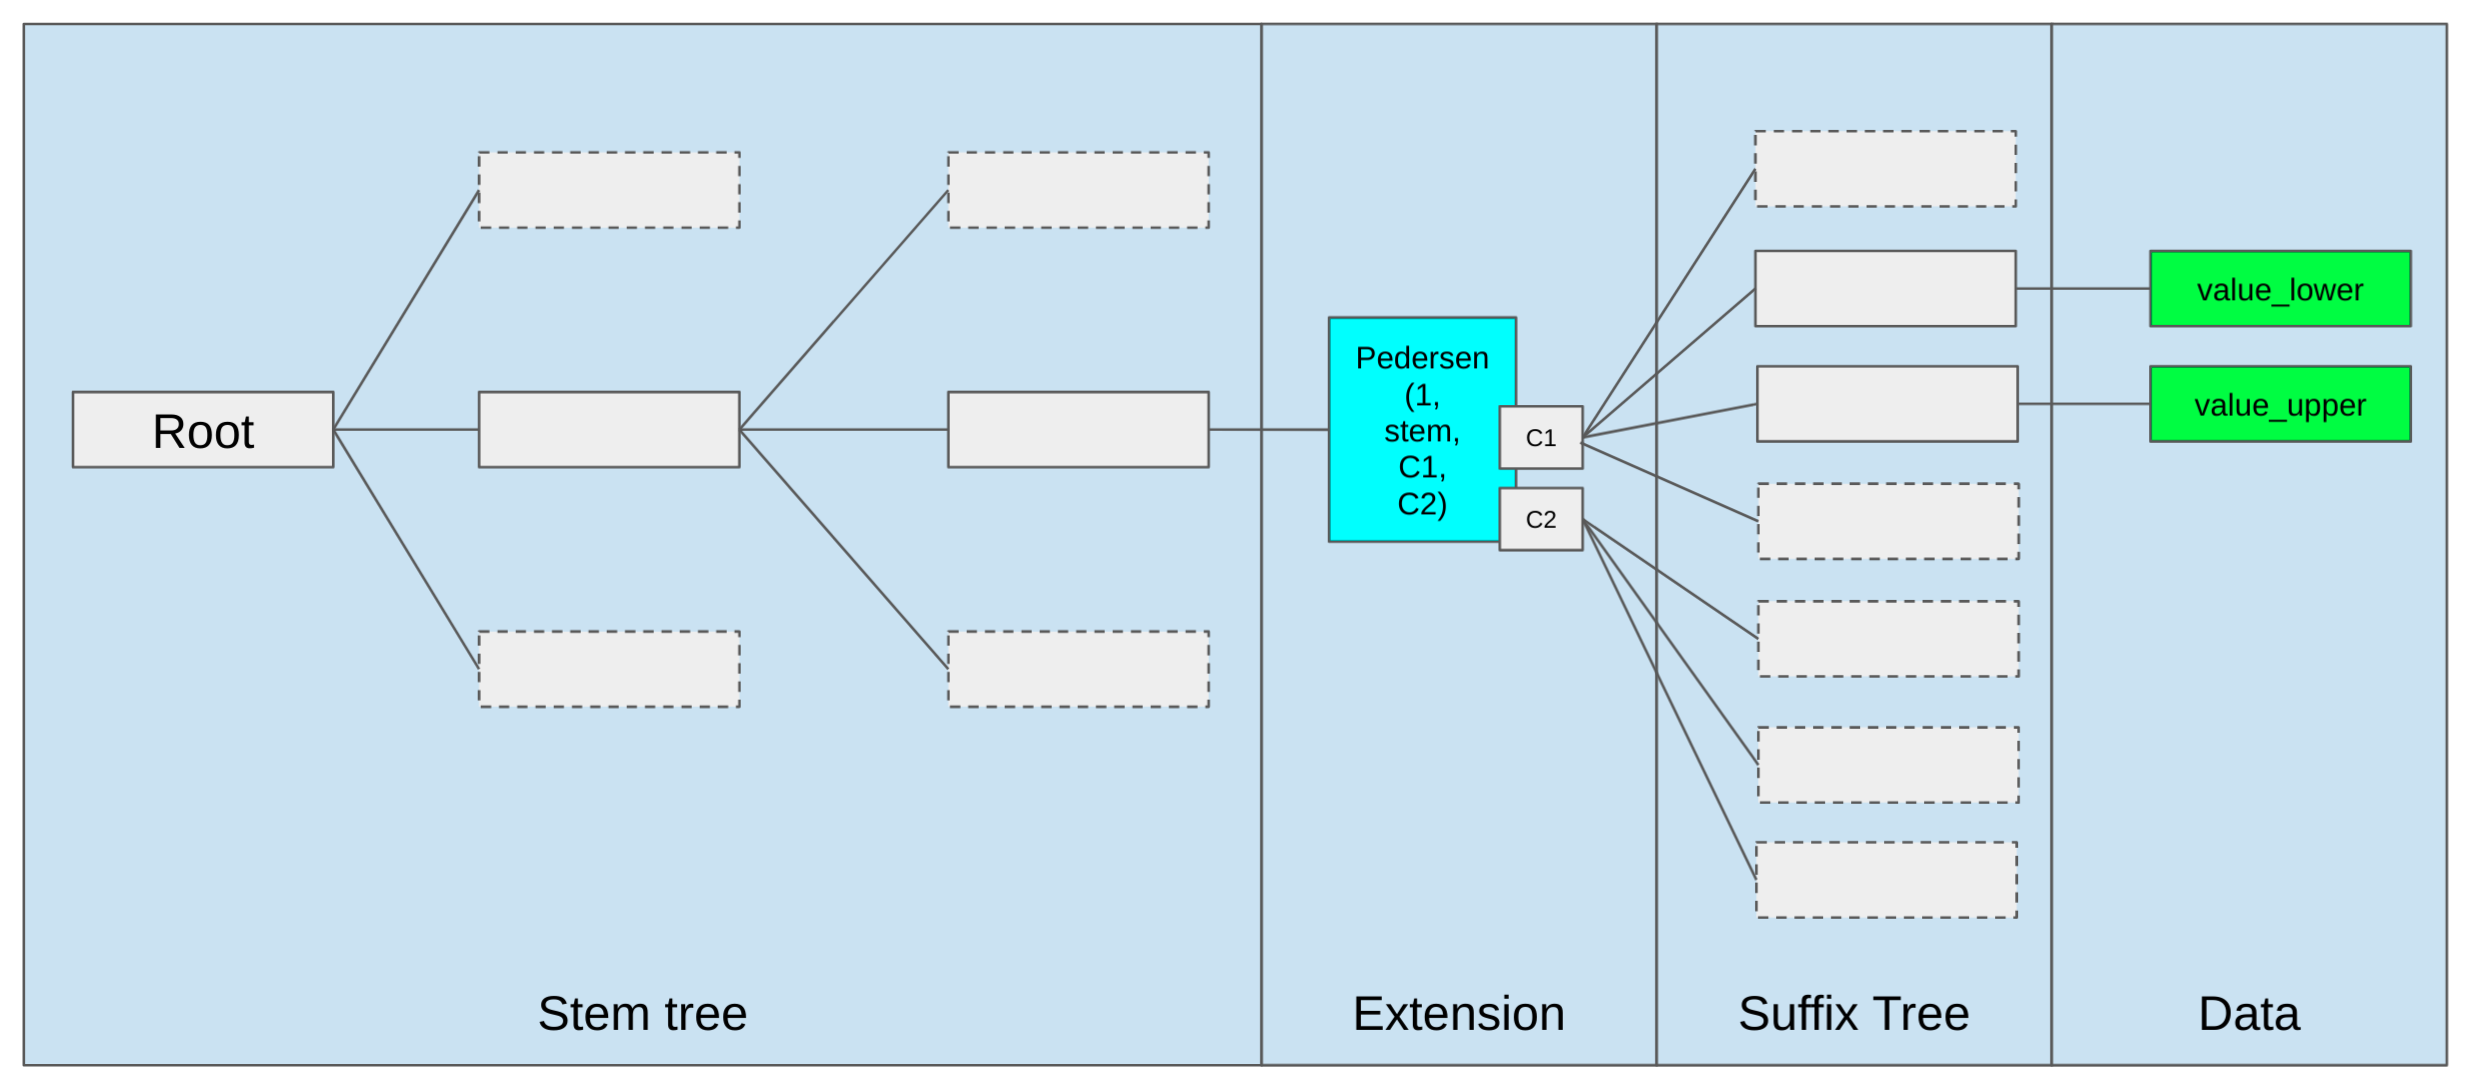 Root
Pedersen
(1,
stem,
C1,
C2)
C1
C2
value_lower
value_upper
Stem tree
Extension
Suffix Tree
Data